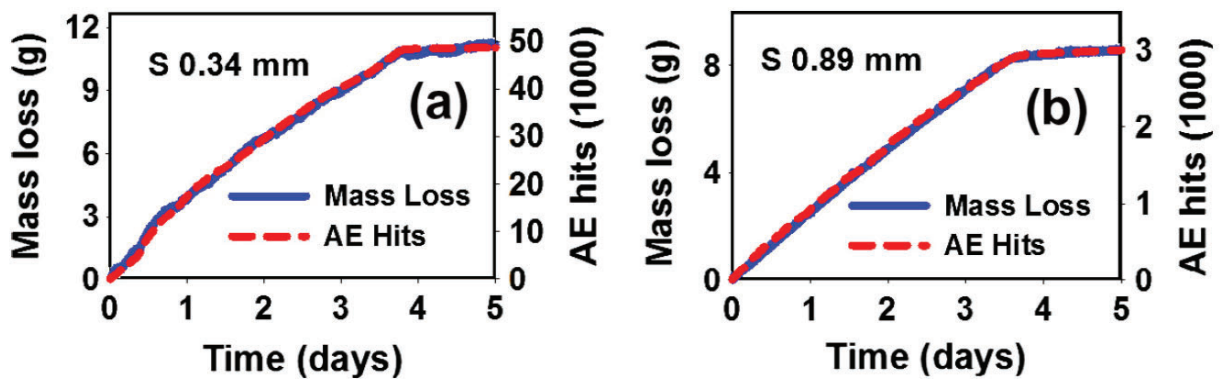 Mass loss (g)
12
9
6
3
0
S 0.34 mm
(a)
Mass Loss
AE Hits
50
40
30
20
10
0
AE hits (1000)
0 1 2 3 4 5
Time (days)
Mass loss (g)
8
4
0
S 0.89 mm
(b)
Mass Loss
AE Hits
3
2
1
0
AE hits (1000)
0 1 2 3 4 5
Time (days)